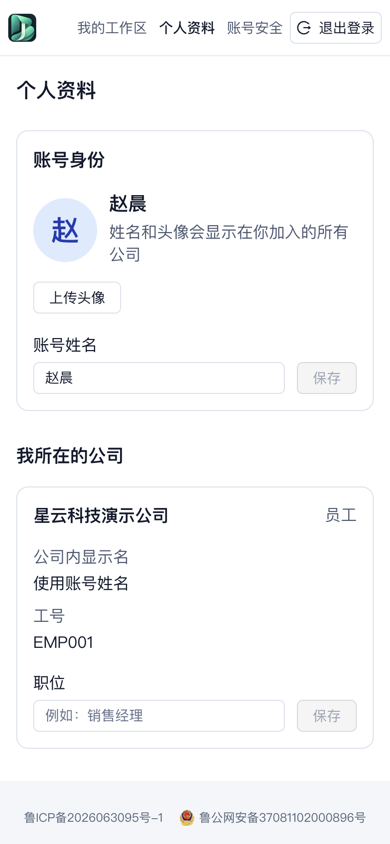 我的工作区 个人资料 账号安全 退出登录
个人资料
账号身份
赵
赵晨
姓名和头像会显示在你加入的所有
公司
上传头像
账号姓名
赵晨 保存
我所在的公司
星云科技演示公司 员工
公司内显示名
使用账号姓名
工号
EMP001
职位
例如：销售经理 保存
鲁ICP备2026063095号-1 鲁公网安备37081102000896号